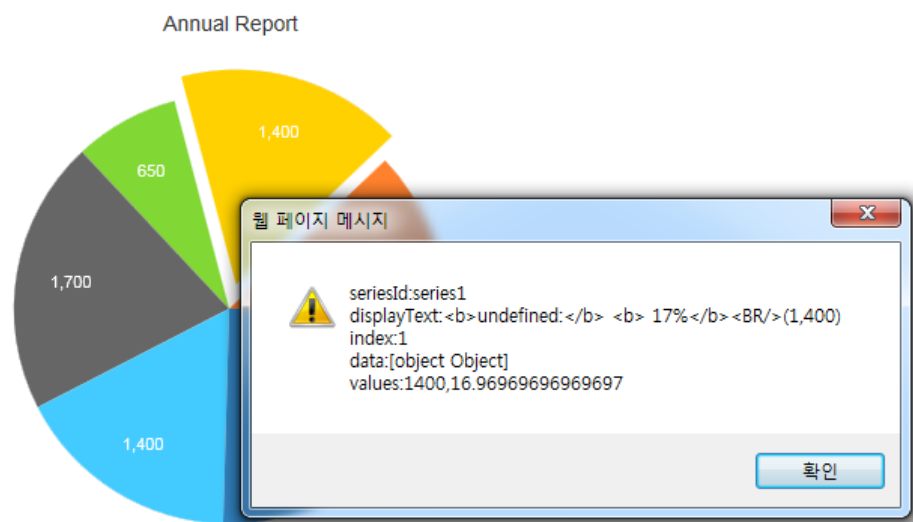 Annual Report
1,400
650
1,700
1,400
웹 페이지 메시지
seriesId:series1
displayText:<b>undefined:</b> <b> 17%</b><BR/>(1,400)
index:1
data:[object Object]
values:1400,16.96969696969697
확인